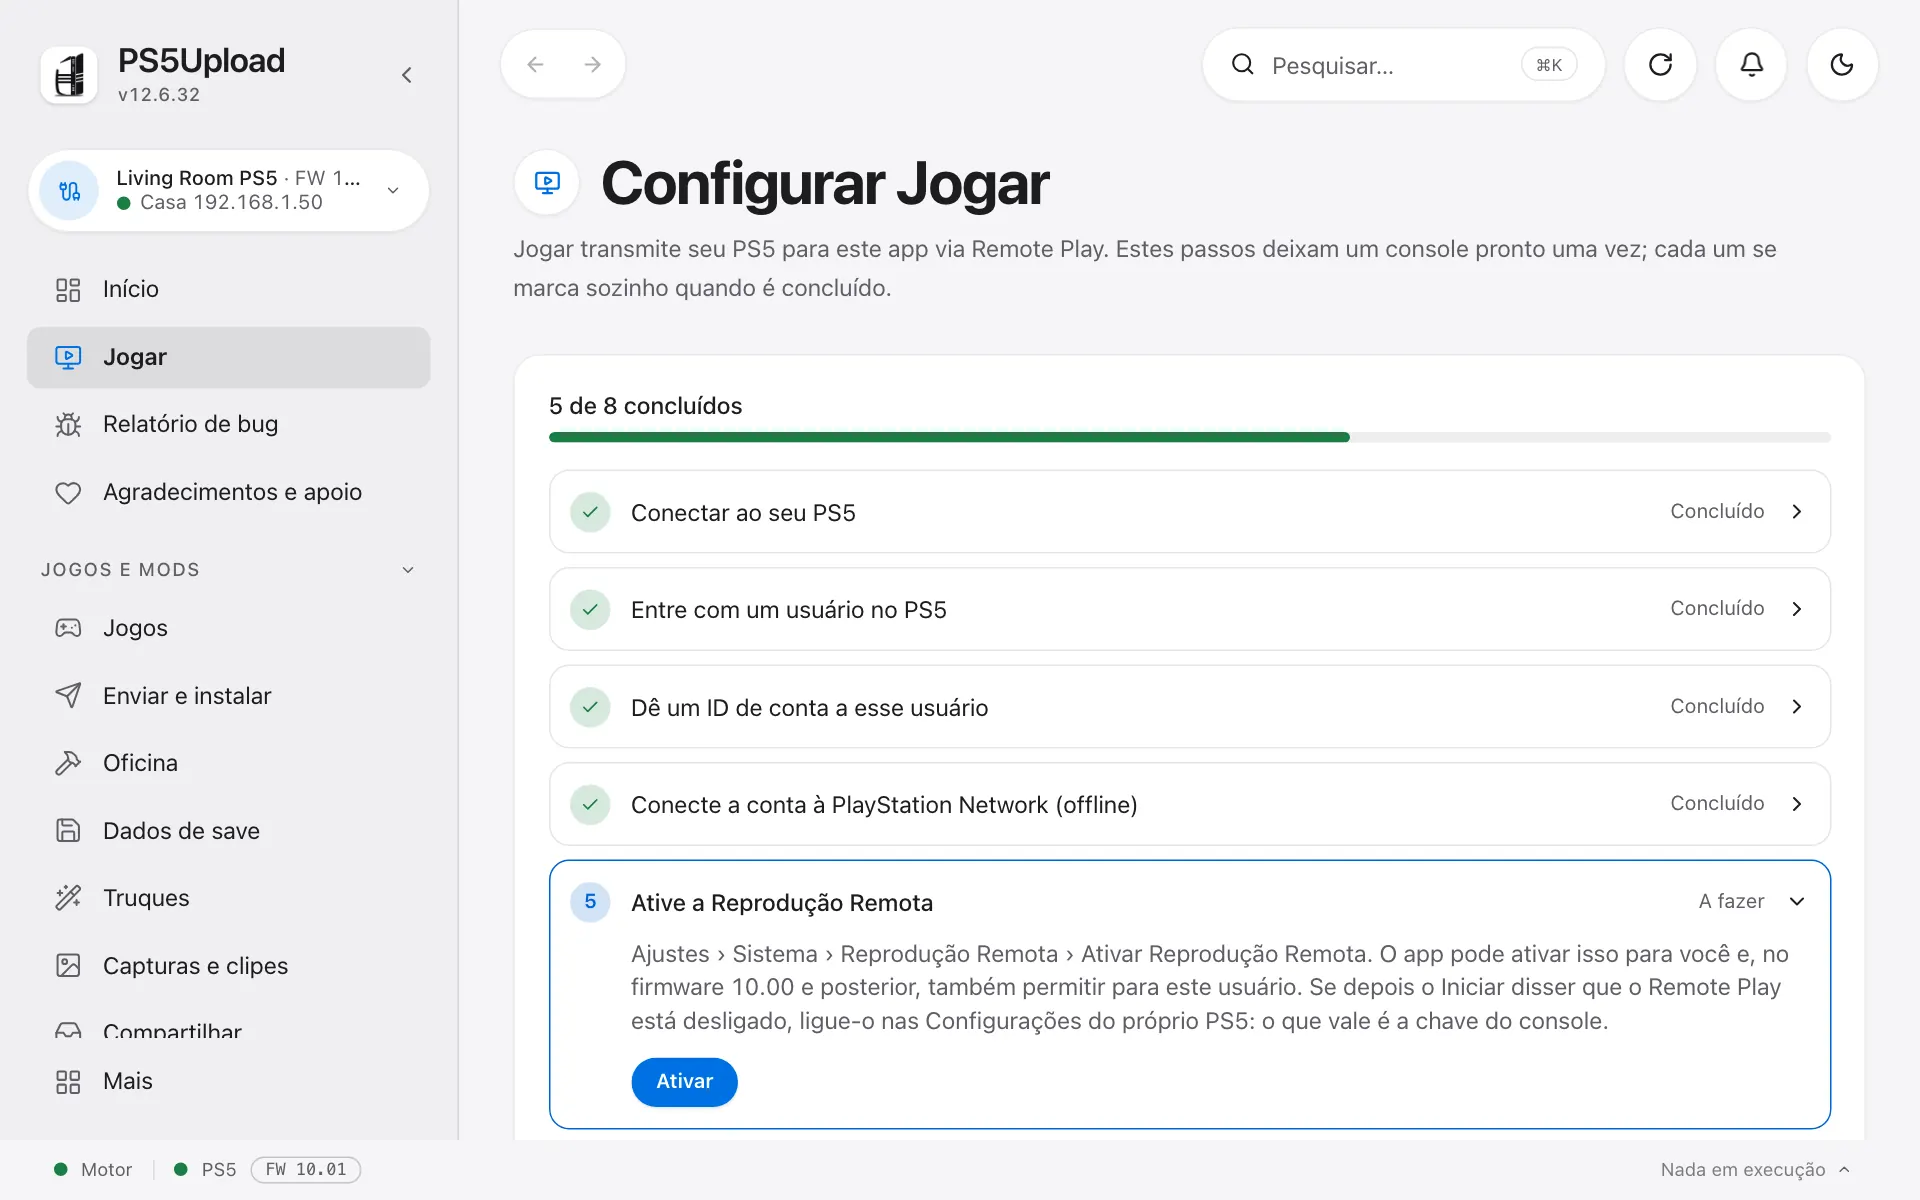 PS5Upload
v12.6.32
Living Room PS5 · FW 1...
Casa 192.168.1.50
Início
Jogar
Relatório de bug
Agradecimentos e apoio
JOGOS E MODS
Jogos
Enviar e instalar
Oficina
Dados de save
Truques
Capturas e clipes
Compartilhar
Mais
Pesquisar...
⌘K
Configurar Jogar
Jogar transmite seu PS5 para este app via Remote Play. Estes passos deixam um console pronto uma vez; cada um se
marca sozinho quando é concluído.
5 de 8 concluídos
Conectar ao seu PS5
Concluído
Entre com um usuário no PS5
Concluído
Dê um ID de conta a esse usuário
Concluído
Conecte a conta à PlayStation Network (offline)
Concluído
5
Ative a Reprodução Remota
A fazer
Ajustes › Sistema › Reprodução Remota › Ativar Reprodução Remota. O app pode ativar isso para você e, no
firmware 10.00 e posterior, também permitir para este usuário. Se depois o Iniciar disser que o Remote Play
está desligado, ligue-o nas Configurações do próprio PS5: o que vale é a chave do console.
Ativar
Motor
PS5
FW 10.01
Nada em execução